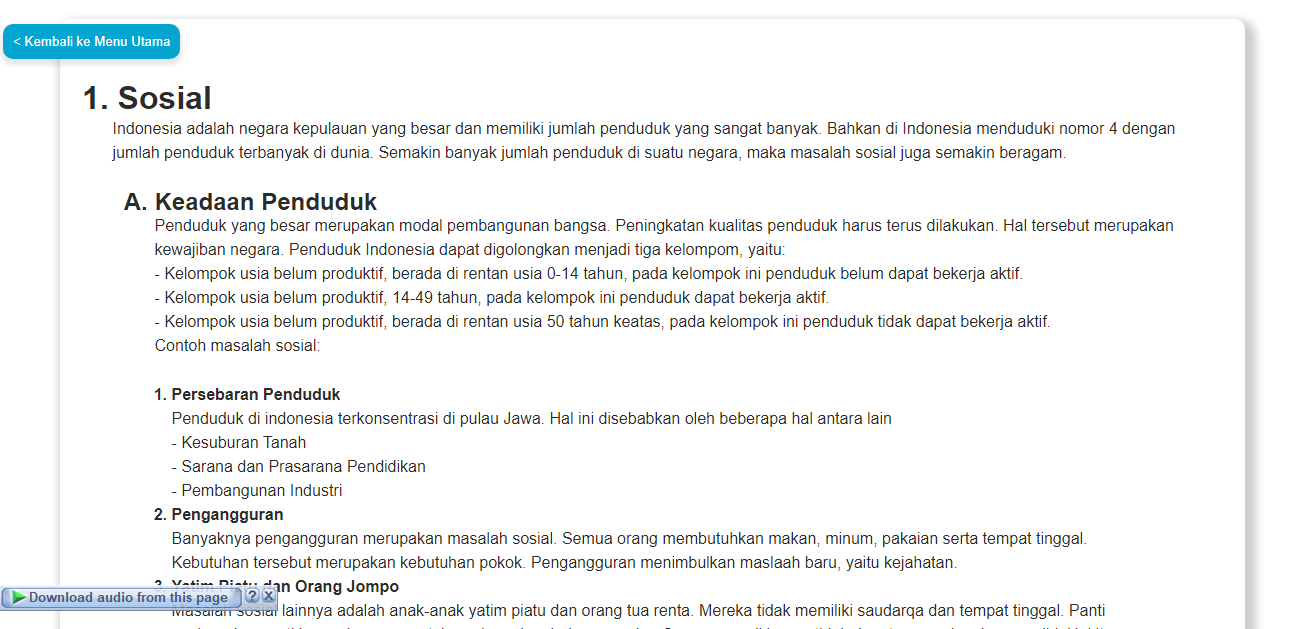 < Kembali ke Menu Utama
1. Sosial
Indonesia adalah negara kepulauan yang besar dan memiliki jumlah penduduk yang sangat banyak. Bahkan di Indonesia menduduki nomor 4 dengan
jumlah penduduk terbanyak di dunia. Semakin banyak jumlah penduduk di suatu negara, maka masalah sosial juga semakin beragam.
A. Keadaan Penduduk
Penduduk yang besar merupakan modal pembangunan bangsa. Peningkatan kualitas penduduk harus terus dilakukan. Hal tersebut merupakan
kewajiban negara. Penduduk Indonesia dapat digolongkan menjadi tiga kelompom, yaitu:
- Kelompok usia belum produktif, berada di rentan usia 0-14 tahun, pada kelompok ini penduduk belum dapat bekerja aktif.
- Kelompok usia belum produktif, 14-49 tahun, pada kelompok ini penduduk dapat bekerja aktif.
- Kelompok usia belum produktif, berada di rentan usia 50 tahun keatas, pada kelompok ini penduduk tidak dapat bekerja aktif.
Contoh masalah sosial:
1. Persebaran Penduduk
Penduduk di indonesia terkonsentrasi di pulau Jawa. Hal ini disebabkan oleh beberapa hal antara lain
- Kesuburan Tanah
- Sarana dan Prasarana Pendidikan
- Pembangunan Industri
2. Pengangguran
Banyaknya pengangguran merupakan masalah sosial. Semua orang membutuhkan makan, minum, pakaian serta tempat tinggal.
Kebutuhan tersebut merupakan kebutuhan pokok. Pengangguran menimbulkan maslaah baru, yaitu kejahatan.
3. Yatim Piatu dan Orang Jompo
Download audio from this page ? X
Masalah sosial lainnya adalah anak-anak yatim piatu dan orang tua renta. Mereka tidak memiliki saudarqa dan tempat tinggal. Panti